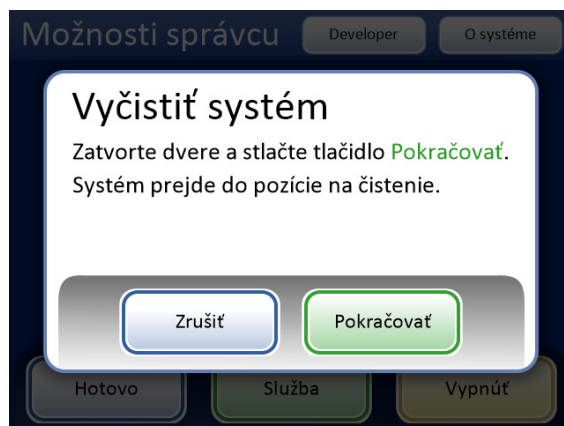 Možnosti správcu
Developer
O systéme
Vyčistiť systém
Zatvorte dvere a stlačte tlačidlo Pokračovať.
Systém prejde do pozície na čistenie.
Zrušiť
Pokračovať
Hotovo
Služba
Vypnúť